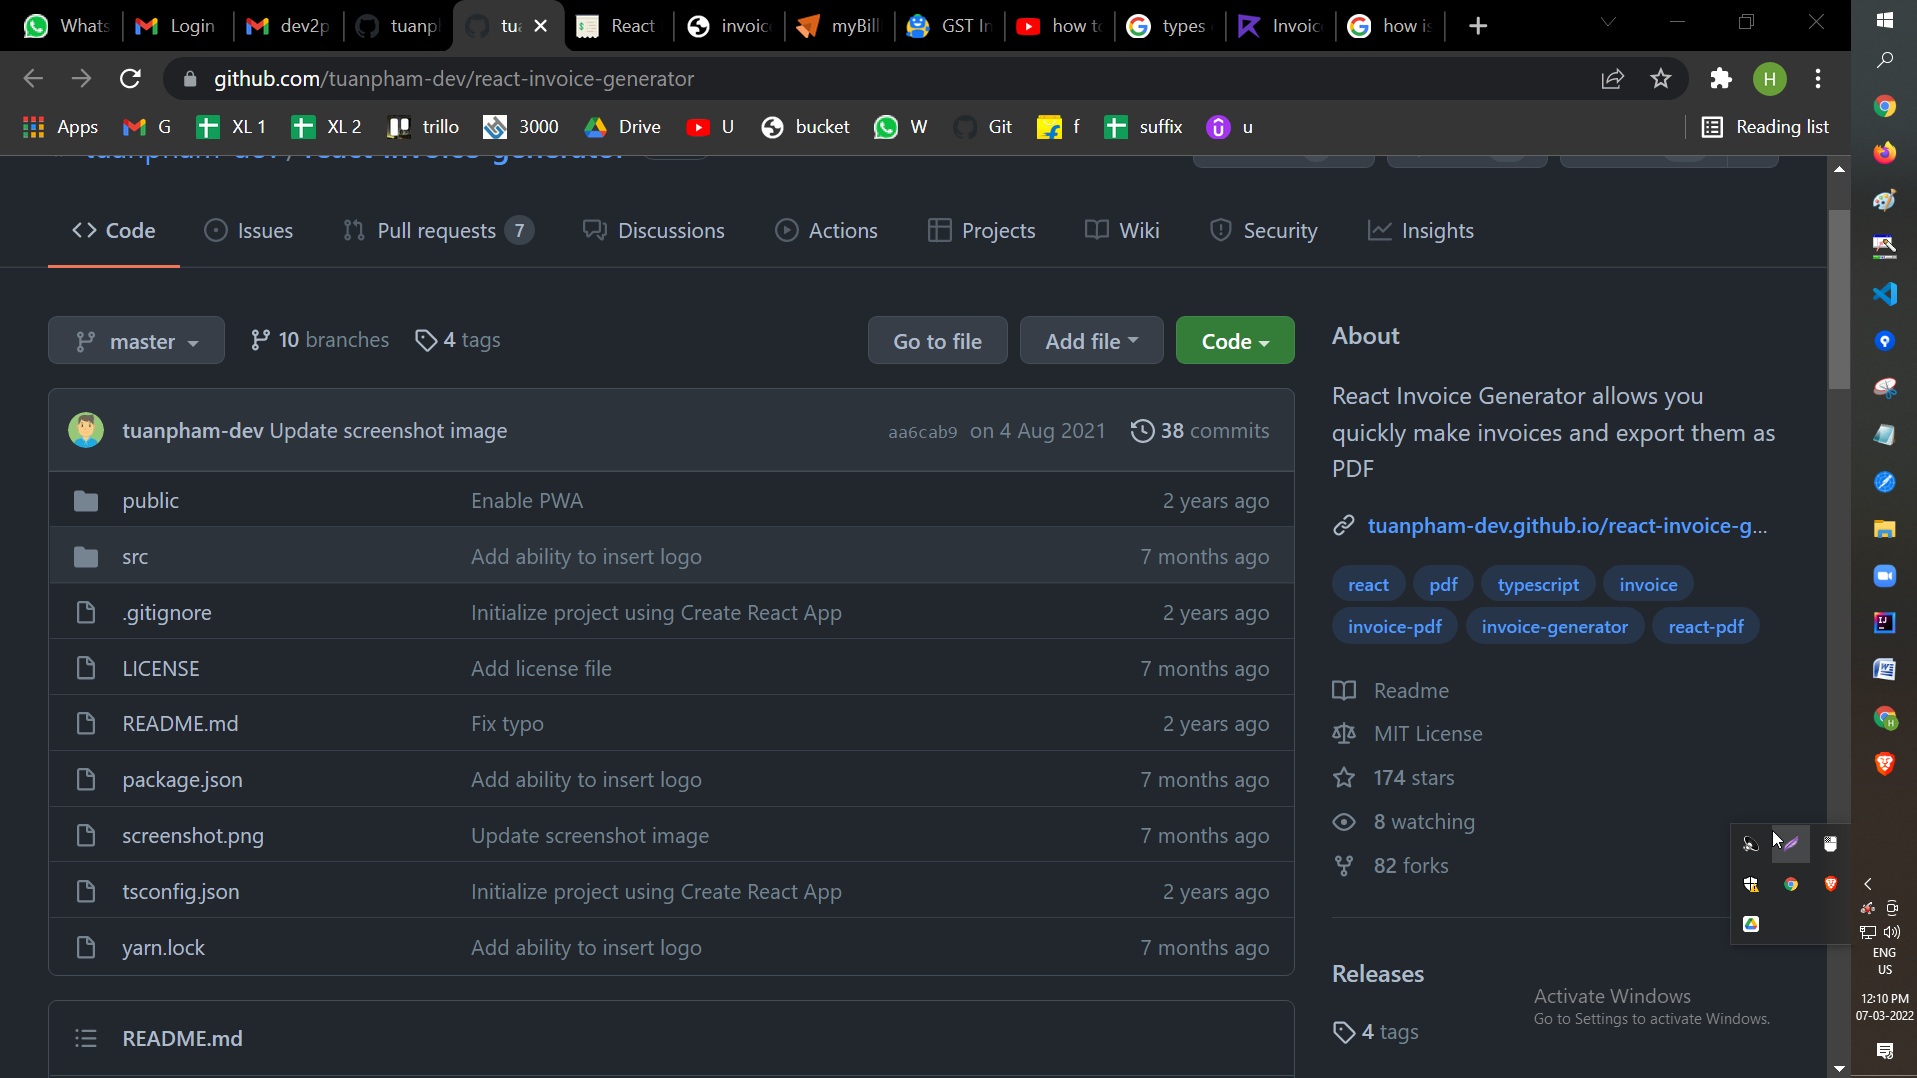 Whats
Login
dev2p
tuanph
tua
React
invoic
myBill
GST In
how to
types
Invoic
how is
github.com/tuanpham-dev/react-invoice-generator
H
Apps
G
XL 1
XL 2
trillo
3000
Drive
U
bucket
W
Git
f
suffix
u
Reading list
tuanpham-dev / react-invoice-generator
Code
Issues
Pull requests 7
Discussions
Actions
Projects
Wiki
Security
Insights
master
10 branches
4 tags
Go to file
Add file
Code
tuanpham-dev Update screenshot image
aa6cab9 on 4 Aug 2021
38 commits
public Enable PWA 2 years ago
src Add ability to insert logo 7 months ago
.gitignore Initialize project using Create React App 2 years ago
LICENSE Add license file 7 months ago
README.md Fix typo 2 years ago
package.json Add ability to insert logo 7 months ago
screenshot.png Update screenshot image 7 months ago
tsconfig.json Initialize project using Create React App 2 years ago
yarn.lock Add ability to insert logo 7 months ago
README.md
About
React Invoice Generator allows you
quickly make invoices and export them as
PDF
tuanpham-dev.github.io/react-invoice-g...
react pdf typescript invoice
invoice-pdf invoice-generator react-pdf
Readme
MIT License
174 stars
8 watching
82 forks
Releases
4 tags
Activate Windows
Go to Settings to activate Windows.
ENG
US
12:10 PM
07-03-2022